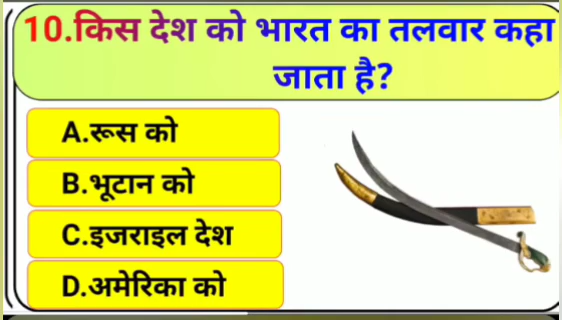 10.किस देश को भारत का तलवार कहा
जाता है?
A.रूस को
B.भूटान को
C.इजराइल देश
D.अमेरिका को